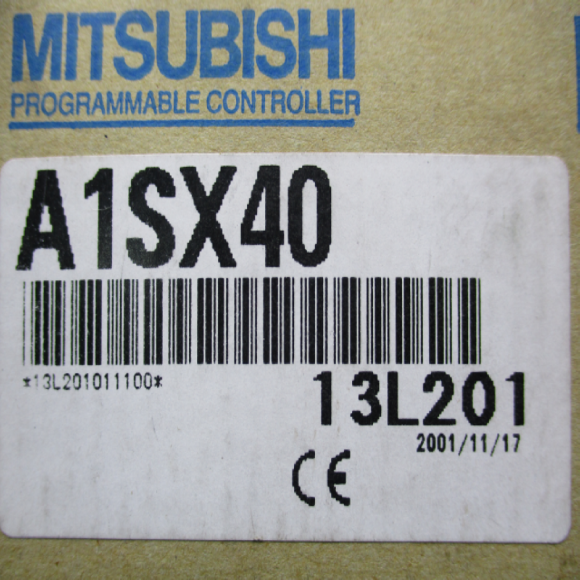 MITSUBISHI
PROGRAMMABLE CONTROLLER
A1SX40
*13L201011100*
13L201
2001/11/17
CE